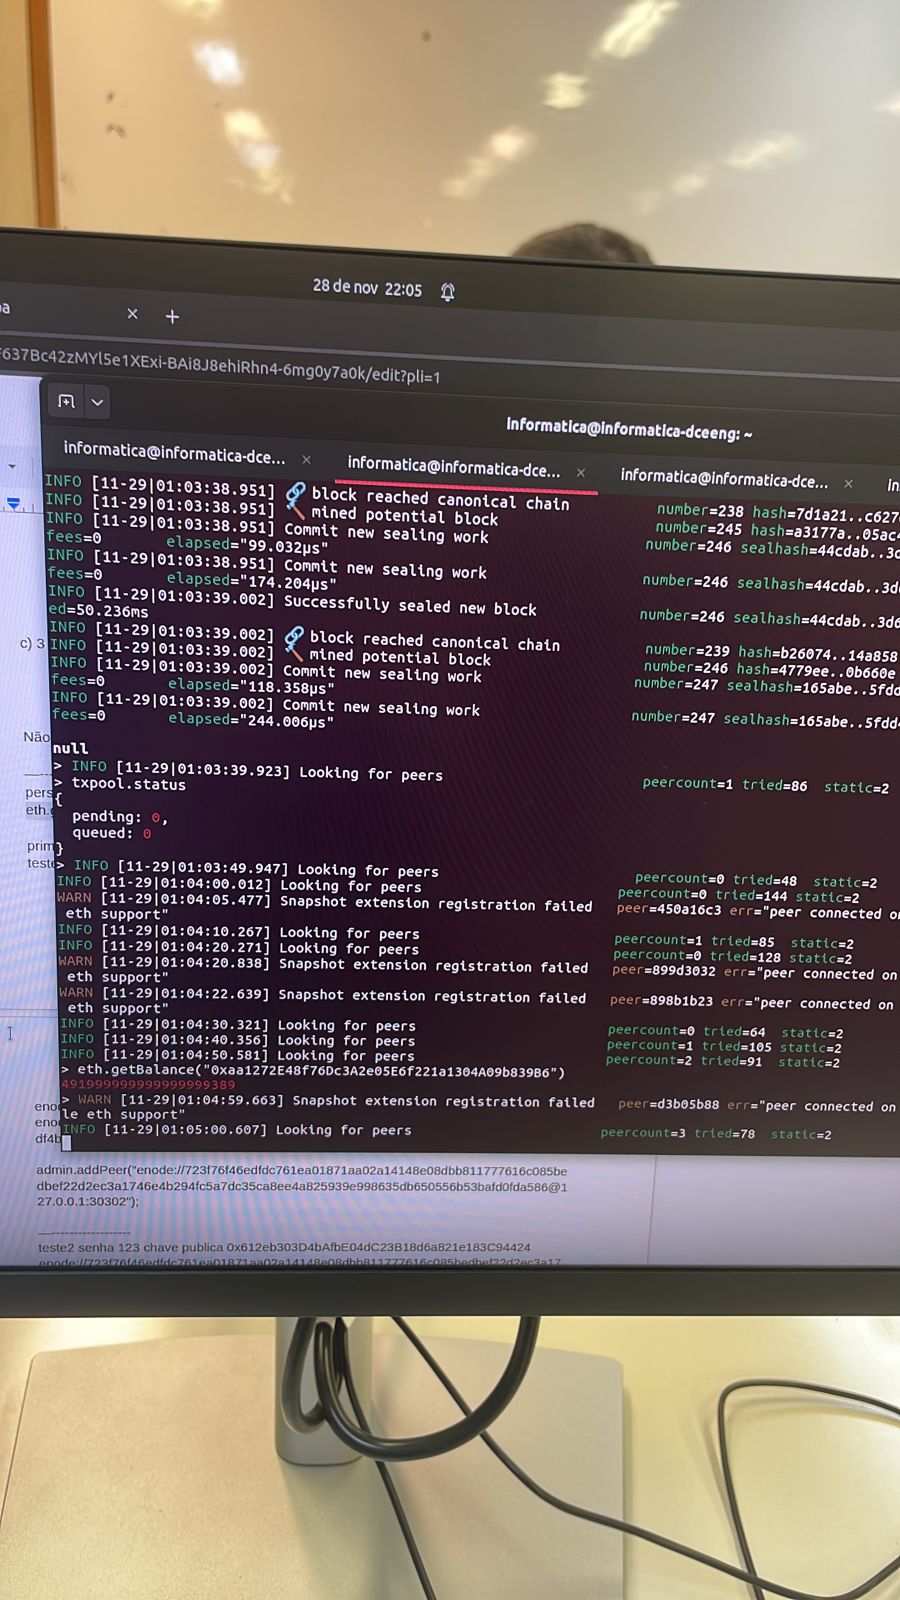 28 de nov 22:05
637Bc42zMYl5e1XExi-BAi8J8ehiRhn4-6mg0y7a0k/edit?pli=1
informatica@informatica-dceeng: ~
informatica@informatica-dce...
informatica@informatica-dce...
informatica@informatica-dce...
INFO [11-29|01:03:38.951] 🔗 block reached canonical chain number=238 hash=7d1a21..c627
INFO [11-29|01:03:38.951] 🔨 mined potential block number=245 hash=a3177a..05ac
INFO [11-29|01:03:38.951] Commit new sealing work number=246 sealhash=44cdab..3d
fees=0 elapsed="99.032µs"
INFO [11-29|01:03:38.951] Commit new sealing work number=246 sealhash=44cdab..3d
fees=0 elapsed="174.204µs"
INFO [11-29|01:03:39.002] Successfully sealed new block number=246 sealhash=44cdab..3d6
ed=50.236ms
INFO [11-29|01:03:39.002] 🔗 block reached canonical chain number=239 hash=b26074..14a858
INFO [11-29|01:03:39.002] 🔨 mined potential block number=246 hash=4779ee..0b660e
INFO [11-29|01:03:39.002] Commit new sealing work number=247 sealhash=165abe..5fdd
fees=0 elapsed="118.358µs"
INFO [11-29|01:03:39.002] Commit new sealing work number=247 sealhash=165abe..5fdd
fees=0 elapsed="244.006µs"
null
> INFO [11-29|01:03:39.923] Looking for peers peercount=1 tried=86 static=2
> txpool.status
{
pending: 0,
queued: 0
}
> INFO [11-29|01:03:49.947] Looking for peers peercount=0 tried=48 static=2
INFO [11-29|01:04:00.012] Looking for peers peercount=0 tried=144 static=2
WARN [11-29|01:04:05.477] Snapshot extension registration failed peer=450a16c3 err="peer connected on
eth support"
INFO [11-29|01:04:10.267] Looking for peers peercount=1 tried=85 static=2
INFO [11-29|01:04:20.271] Looking for peers peercount=0 tried=128 static=2
WARN [11-29|01:04:20.838] Snapshot extension registration failed peer=899d3032 err="peer connected on
eth support"
WARN [11-29|01:04:22.639] Snapshot extension registration failed peer=898b1b23 err="peer connected on
eth support"
INFO [11-29|01:04:30.321] Looking for peers peercount=0 tried=64 static=2
INFO [11-29|01:04:40.356] Looking for peers peercount=1 tried=105 static=2
INFO [11-29|01:04:50.581] Looking for peers peercount=2 tried=91 static=2
> eth.getBalance("0xaa1272E48f76Dc3A2e05E6f221a1304A09b839B6")
491999999999999999389
> WARN [11-29|01:04:59.663] Snapshot extension registration failed peer=d3b05b88 err="peer connected on
le eth support"
INFO [11-29|01:05:00.607] Looking for peers peercount=3 tried=78 static=2
c) 3
Não
pers
eth.
prim
teste
eno
eno
df4b
admin.addPeer("enode://723f76f46edfdc761ea01871aa02a14148e08dbb811777616c085be
dbef22d2ec3a1746e4b294fc5a7dc35ca8ee4a825939e998635db650556b53bafd0fda586@1
27.0.0.1:30302");
teste2 senha 123 chave publica 0x612eb303D4bAfbE04dC23B18d6a821e183C94424
enode://723f76f46edfdc761ea01871aa02a14148e08dbb811777616c085bedbef22d2ec3a17